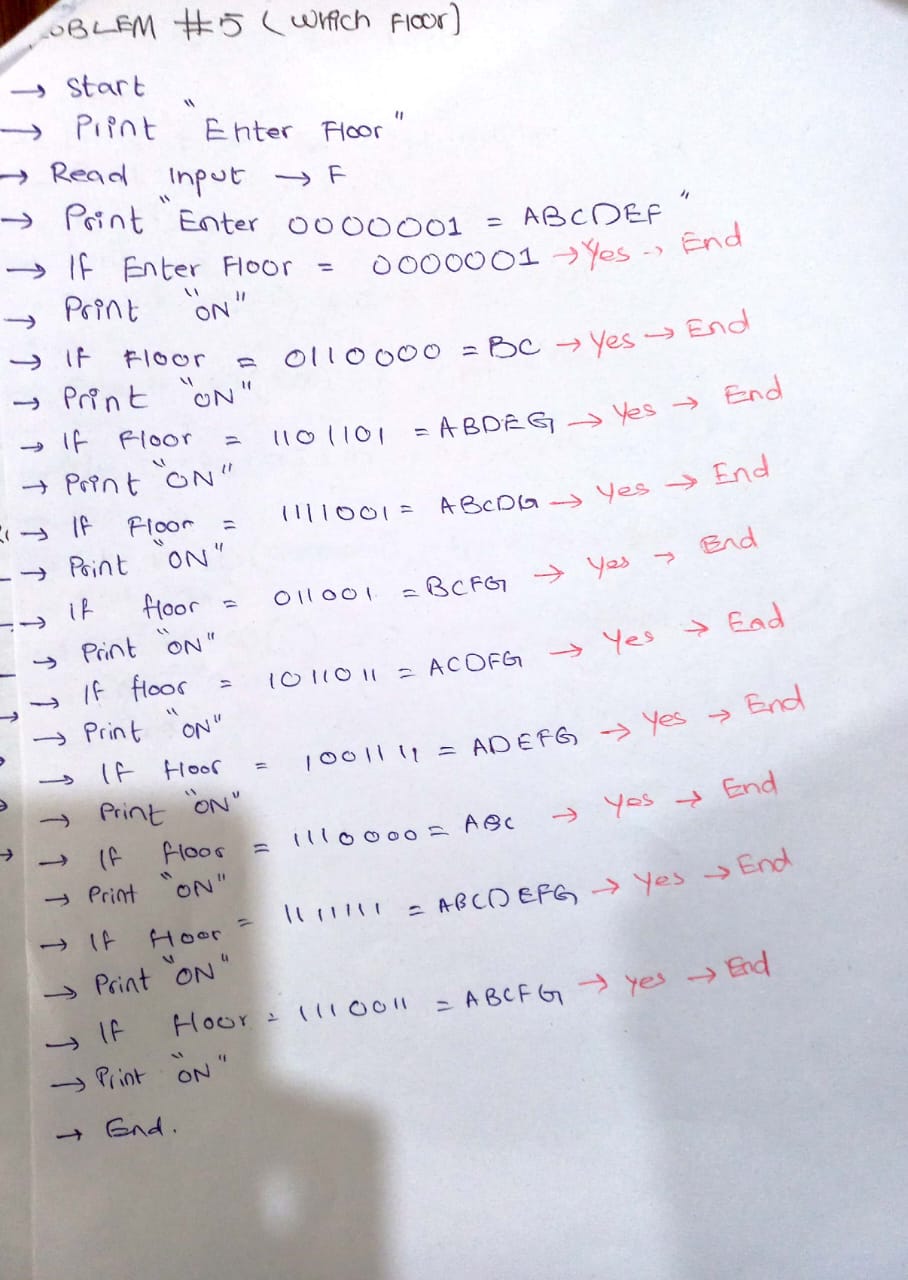 OBLEM #5 (Which Floor)
→ Start
→ Print "Enter Floor"
→ Read Input → F
→ Print "Enter 0000001 = ABCDEF"
→ If Enter Floor = 0000001 → Yes → End
→ Print "ON"
→ If Floor = 0110000 = BC → Yes → End
→ Print "ON"
→ If Floor = 1101101 = ABDEG → Yes → End
→ Print "ON"
→ If Floor = 1111001 = ABCDG → Yes → End
→ Print "ON"
→ if floor = 011001 = BCFG → Yes → End
→ Print "ON"
→ If floor = 1011011 = ACDFG → Yes → End
→ Print "ON"
→ If floor = 1001111 = ADEFG → Yes → End
→ Print "ON"
→ If floor = 1110000 = ABC → Yes → End
→ Print "ON"
→ If floor = 1111111 = ABCDEFG → Yes → End
→ Print "ON"
→ If floor = 1110011 = ABCFG → yes → End
→ Print "ON"
→ End.